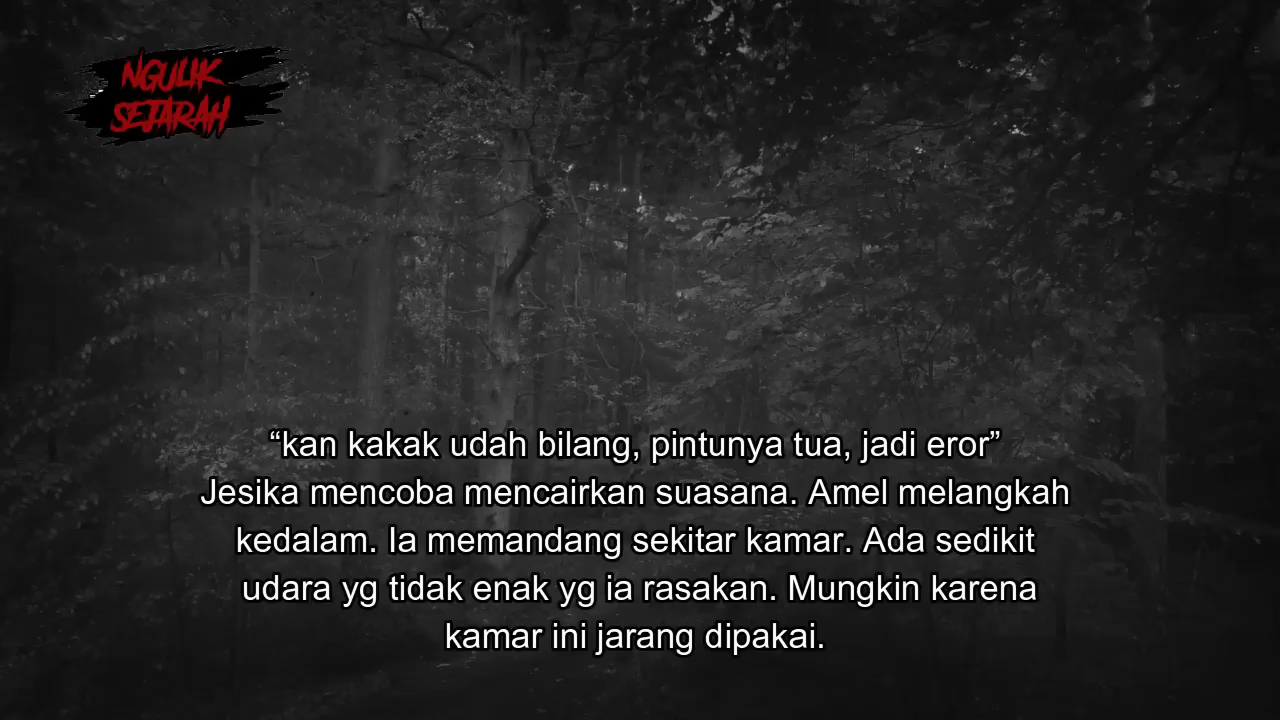 NGULIK
SEJARAH
“kan kakak udah bilang, pintunya tua, jadi eror”
Jesika mencoba mencairkan suasana. Amel melangkah
kedalam. Ia memandang sekitar kamar. Ada sedikit
udara yg tidak enak yg ia rasakan. Mungkin karena
kamar ini jarang dipakai.